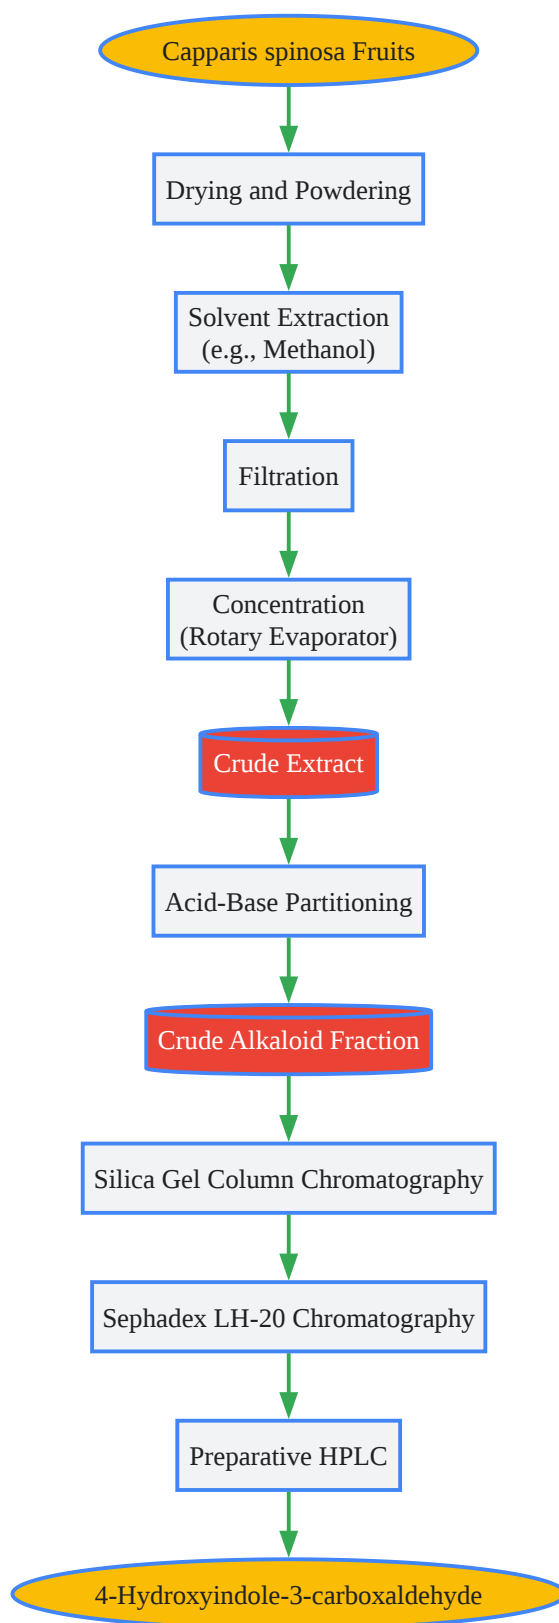 Capparis spinosa Fruits
Drying and Powdering
Solvent Extraction
(e.g., Methanol)
Filtration
Concentration
(Rotary Evaporator)
Crude Extract
Acid-Base Partitioning
Crude Alkaloid Fraction
Silica Gel Column Chromatography
Sephadex LH-20 Chromatography
Preparative HPLC
4-Hydroxyindole-3-carboxaldehyde